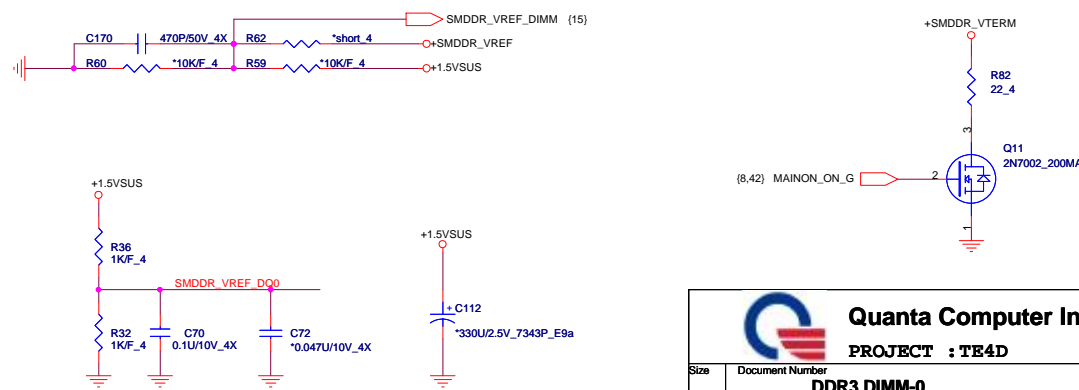 SMDDR_VREF_DIMM {15}
C170 470P/50V_4X R62 *short_4 +SMDDR_VREF
R60 *10K/F_4 R59 *10K/F_4 +1.5VSUS
+SMDDR_VTERM
R82
22_4
3
Q11
2N7002_200MA
{8,42} MAINON_ON_G 2
1
+1.5VSUS
R36
1K/F_4
SMDDR_VREF_DQ0
R32
1K/F_4
C70
0.1U/10V_4X
C72
*0.047U/10V_4X
+1.5VSUS
+ C112
*330U/2.5V_7343P_E9a
Quanta Computer In
PROJECT : TE4D
Size Document Number
DDR3 DIMM-0